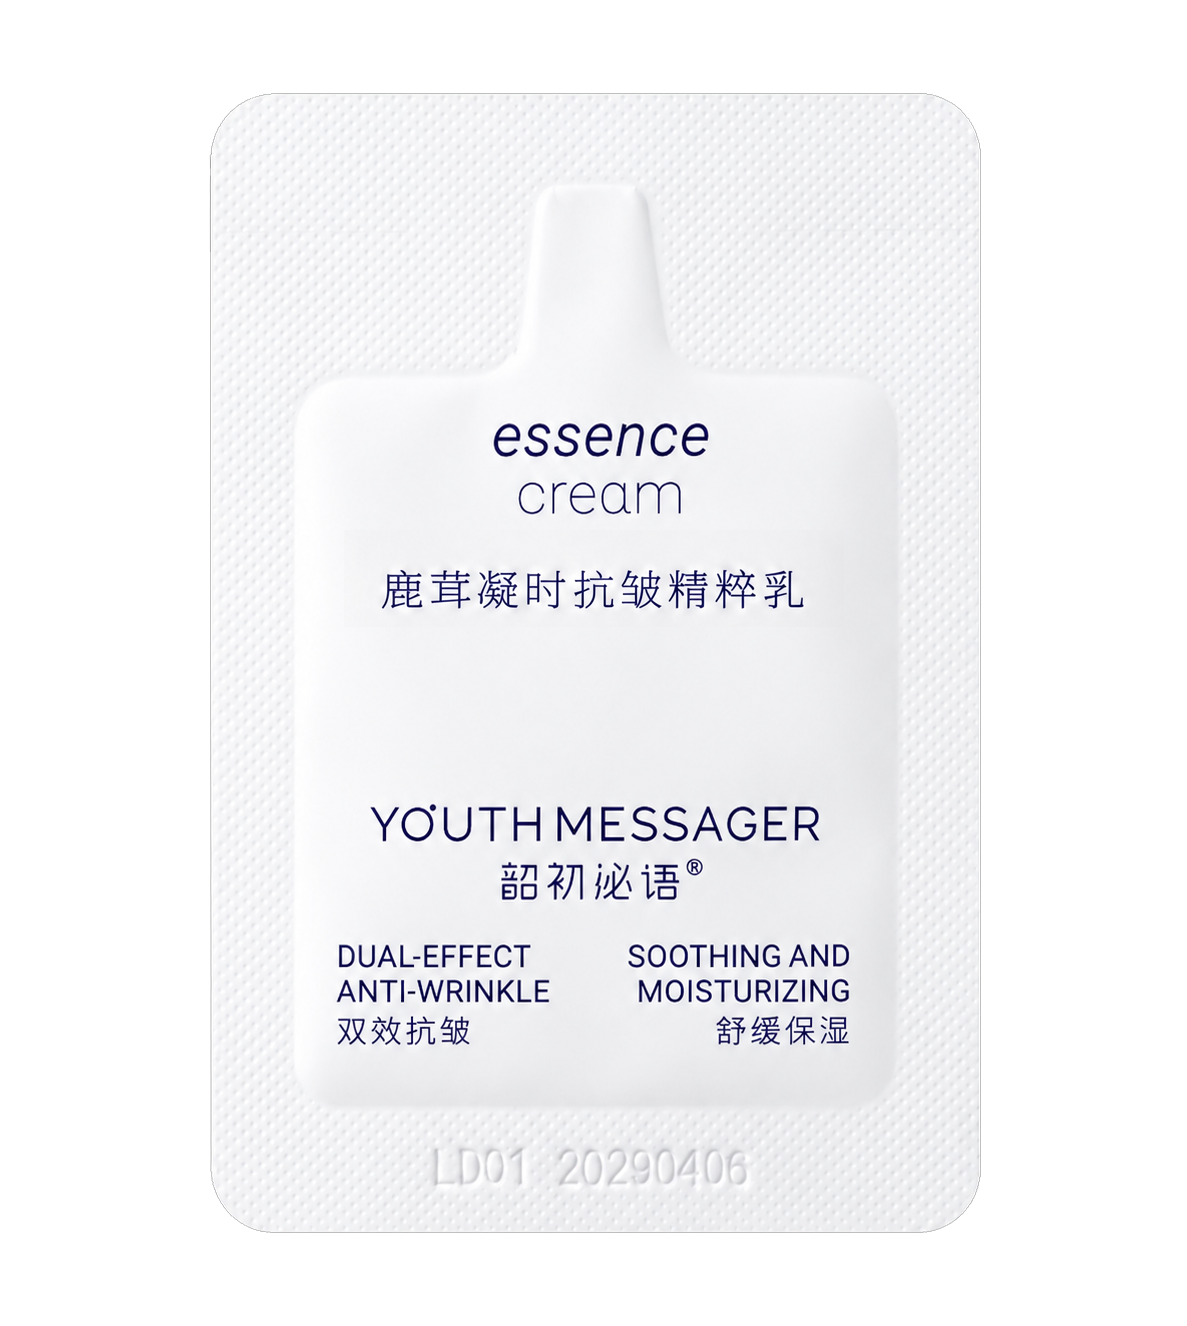 essence
cream
鹿茸凝时抗皱精粹乳
YOUTH MESSAGER
韶初泌语®
DUAL-EFFECT
ANTI-WRINKLE
双效抗皱
SOOTHING AND
MOISTURIZING
舒缓保湿
LD01 20290406